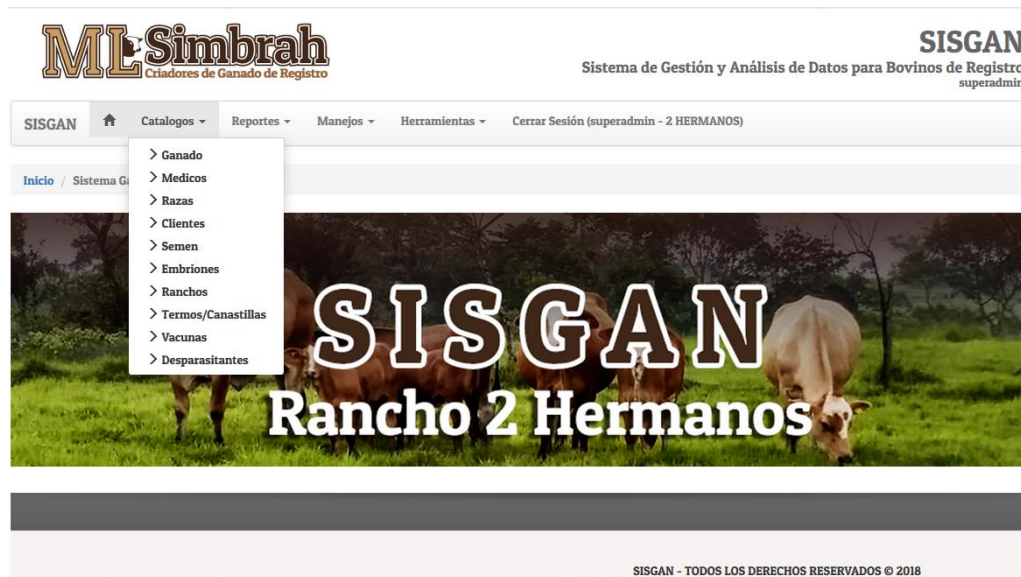 ML Simbrah
Criadores de Ganado de Registro
SISGAN
Sistema de Gestión y Análisis de Datos para Bovinos de Registro
superadmin
SISGAN Catalogos Reportes Manejos Herramientas Cerrar Sesión (superadmin - 2 HERMANOS)
> Ganado
> Medicos
> Razas
> Clientes
> Semen
> Embriones
> Ranchos
> Termos/Canastillas
> Vacunas
> Desparasitantes
Inicio / Sistema
SISGAN
Rancho 2 Hermanos
SISGAN - TODOS LOS DERECHOS RESERVADOS © 2018